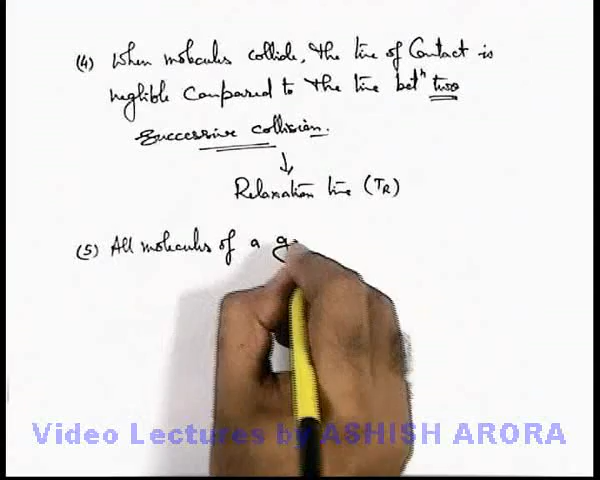 (4) When molecules collide, the time of Contact is
neglible Compared to the time betⁿ two
successive collision.
↓
Relaxation time (TR)
(5) All molecules of a g
Video Lectures by ASHISH ARORA